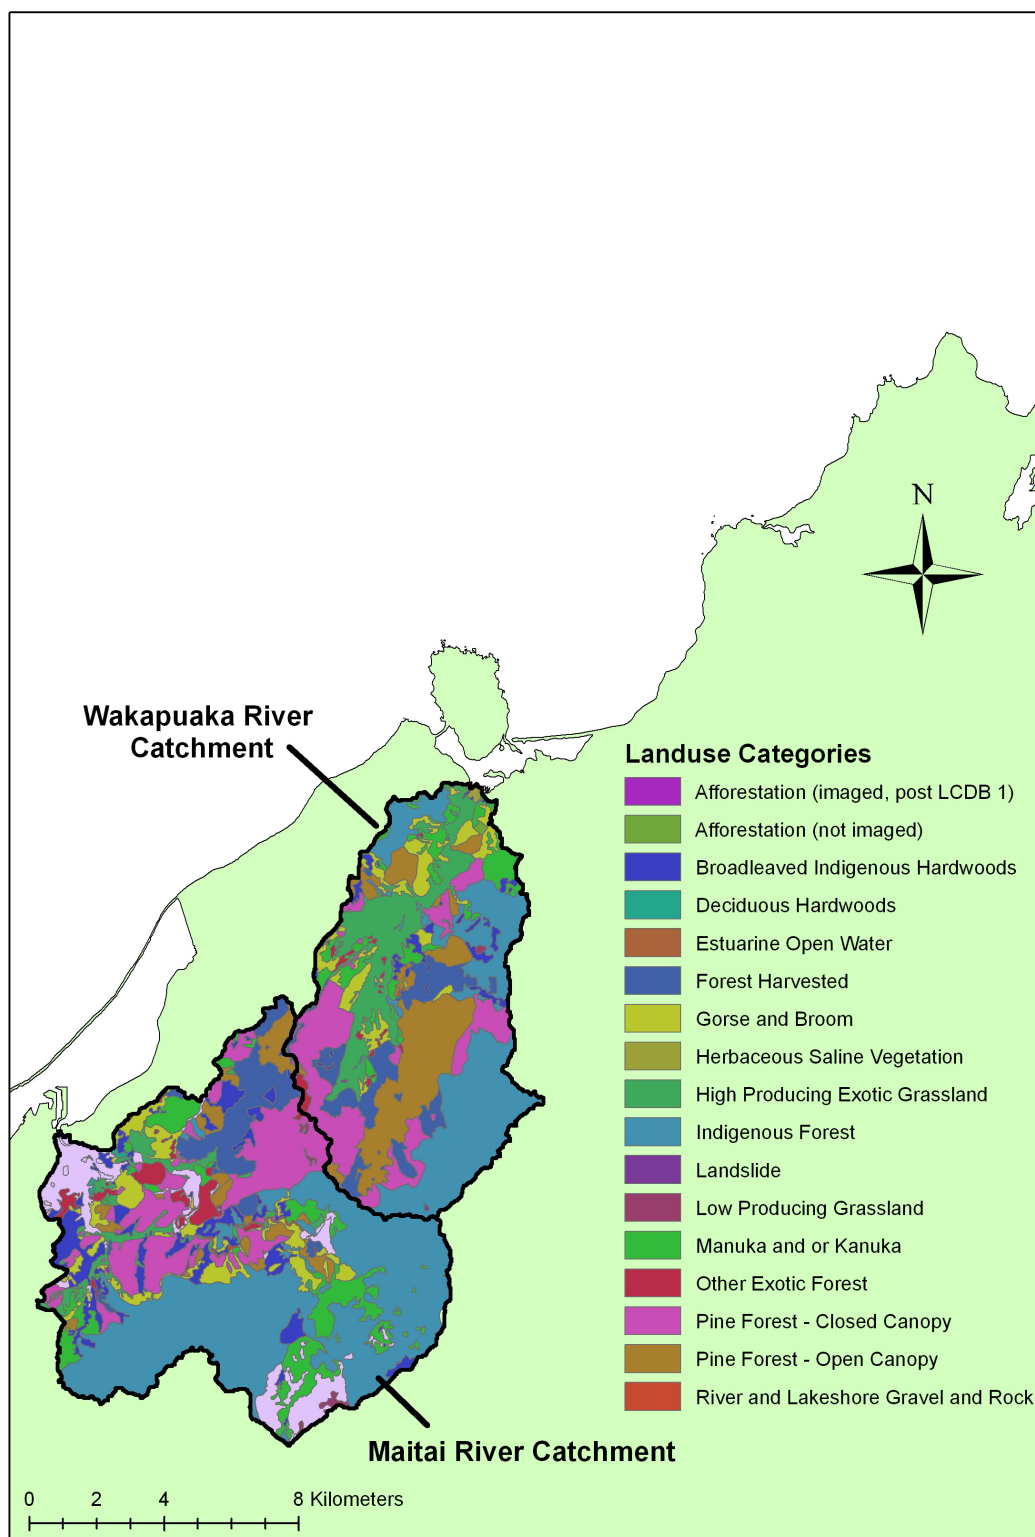 N
Wakapuaka River
Catchment
Landuse Categories
Afforestation (imaged, post LCDB 1)
Afforestation (not imaged)
Broadleaved Indigenous Hardwoods
Deciduous Hardwoods
Estuarine Open Water
Forest Harvested
Gorse and Broom
Herbaceous Saline Vegetation
High Producing Exotic Grassland
Indigenous Forest
Landslide
Low Producing Grassland
Manuka and or Kanuka
Other Exotic Forest
Pine Forest - Closed Canopy
Pine Forest - Open Canopy
River and Lakeshore Gravel and Rock
Maitai River Catchment
0 2 4 8 Kilometers